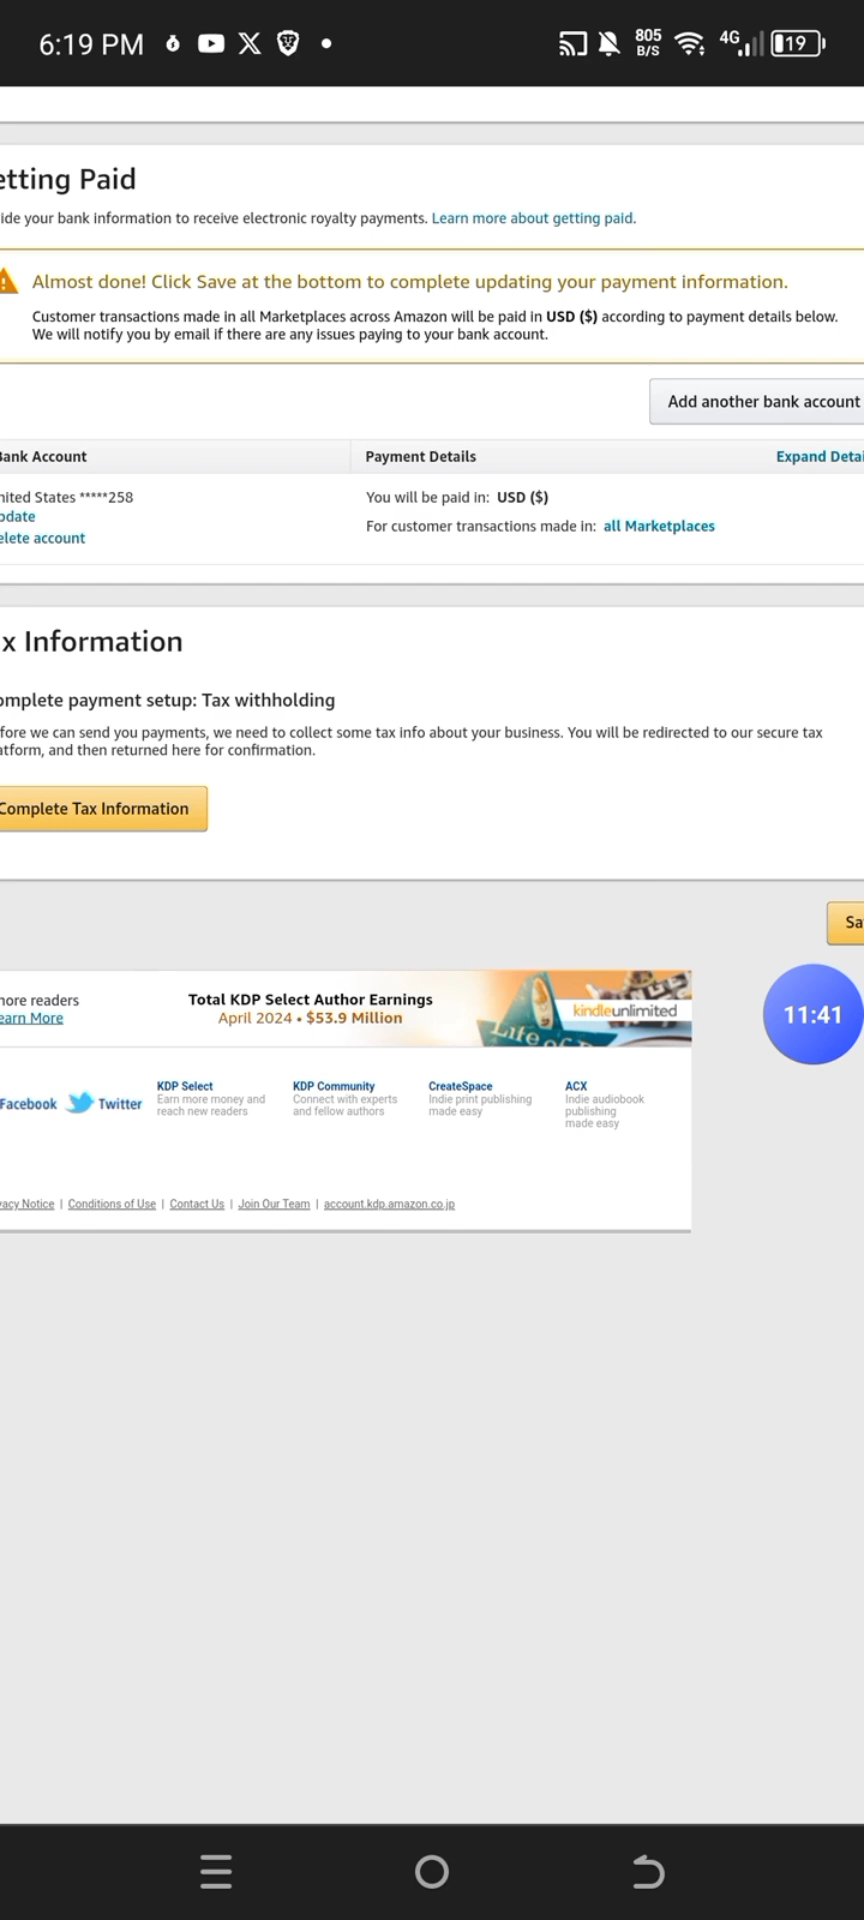 6:19 PM
805
B/S
4G
19
etting Paid
ide your bank information to receive electronic royalty payments. Learn more about getting paid.
Almost done! Click Save at the bottom to complete updating your payment information.
Customer transactions made in all Marketplaces across Amazon will be paid in USD ($) according to payment details below.
We will notify you by email if there are any issues paying to your bank account.
Add another bank account
Bank Account
Payment Details
Expand Detai
nited States *****258
You will be paid in: USD ($)
pdate
For customer transactions made in: all Marketplaces
elete account
x Information
omplete payment setup: Tax withholding
fore we can send you payments, we need to collect some tax info about your business. You will be redirected to our secure tax
atform, and then returned here for confirmation.
Complete Tax Information
Sa
11:41
more readers
earn More
Total KDP Select Author Earnings
April 2024 • $53.9 Million
Life of
kindleunlimited
Facebook
Twitter
KDP Select
Earn more money and
reach new readers
KDP Community
Connect with experts
and fellow authors
CreateSpace
Indie print publishing
made easy
ACX
Indie audiobook
publishing
made easy
vacy Notice | Conditions of Use | Contact Us | Join Our Team | account.kdp.amazon.co.jp